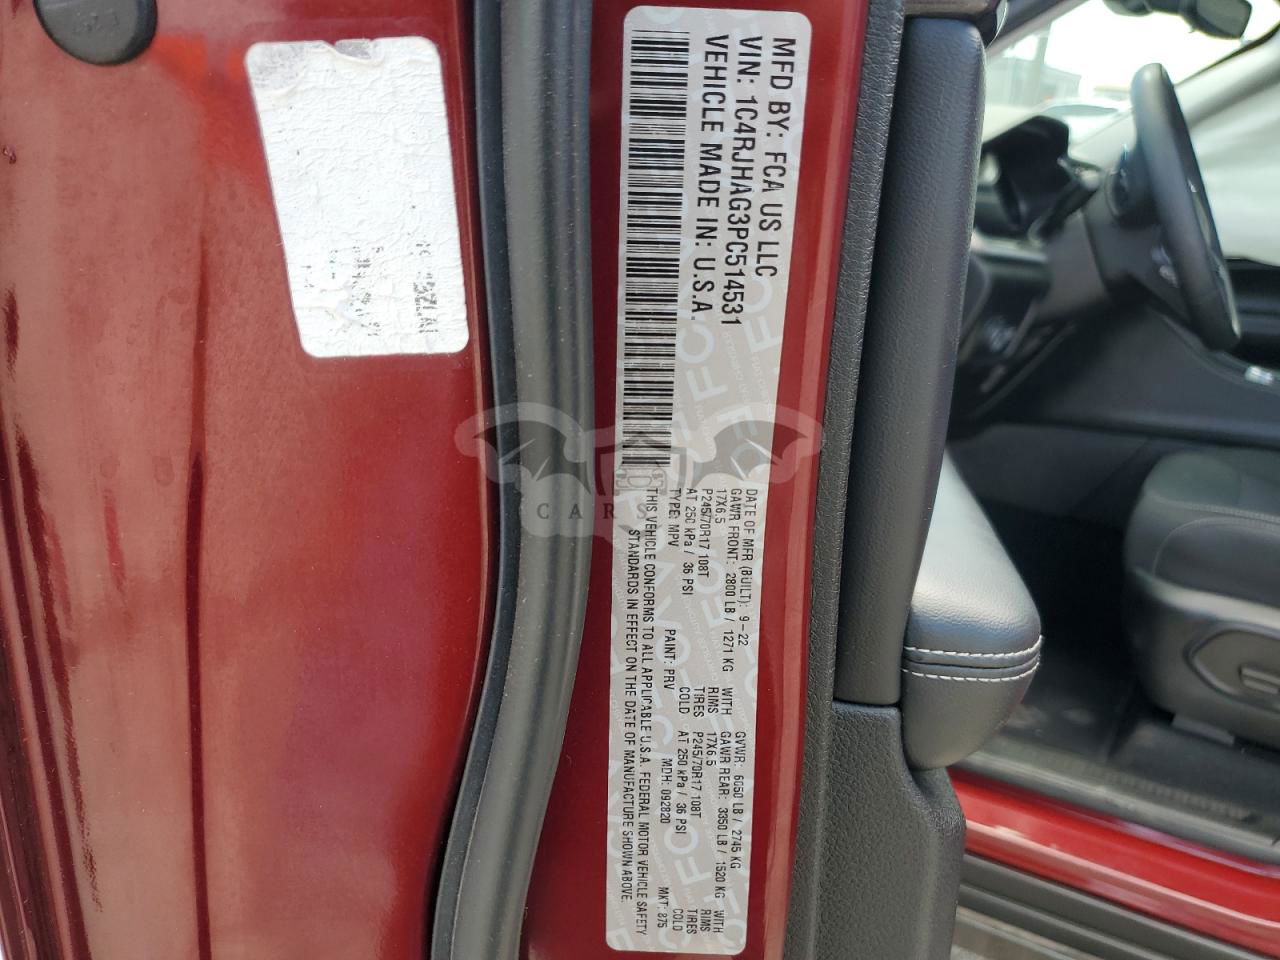 MFD BY: FCA US LLC
VIN: 1C4RJHAG3PC514531
VEHICLE MADE IN: U.S.A.
DATE OF MFR (BUILT): 9-22 GVWR: 6050 LB / 2745 KG
GAWR FRONT: 2800 LB / 1271 KG WITH GAWR REAR: 3350 LB / 1520 KG WITH
17X6.5 RIMS 17X6.5 RIMS
P245/70R17 108T TIRES P245/70R17 108T TIRES
AT 250 kPa / 36 PSI COLD AT 250 kPa / 36 PSI COLD
TYPE: MPV PAINT: PRV MDH: 092820 MKT: 875
THIS VEHICLE CONFORMS TO ALL APPLICABLE U.S.A. FEDERAL MOTOR VEHICLE SAFETY
STANDARDS IN EFFECT ON THE DATE OF MANUFACTURE SHOWN ABOVE.
CARS